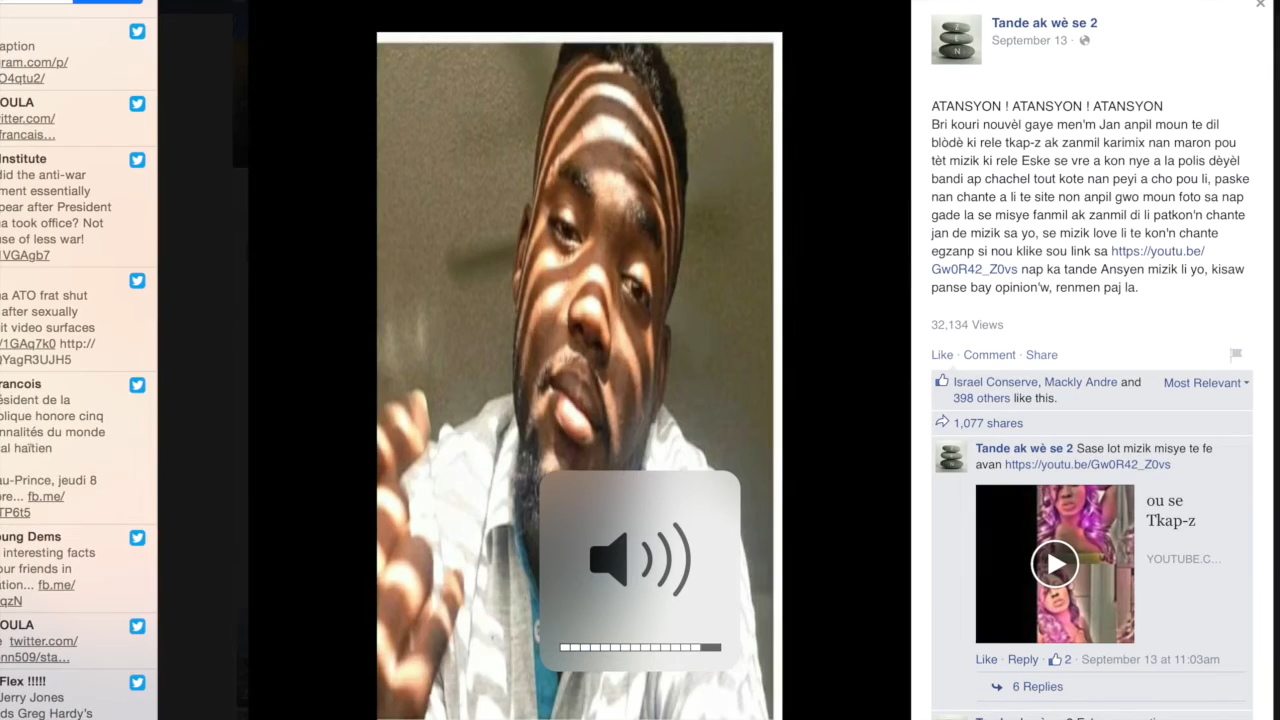 aption
gram.com/p/
O4qtu2/
OULA
vitter.com/
francais…
Institute
did the anti-war
ment essentially
pear after President
a took office? Not
use of less war!
1VGAgb7
a ATO frat shut
after sexually
it video surfaces
/1GAq7k0 http://
QYagR3UJH5
rancois
ésident de la
oblique honore cinq
nnalités du monde
al haïtien
au-Prince, jeudi 8
re... fb.me/
TP6t5
ung Dems
interesting facts
our friends in
ation... fb.me/
qzN
OULA
e twitter.com/
nn509/sta…
Flex !!!!!
Jerry Jones
ds Greg Hardy's
Tande ak wè se 2
September 13
ZEN
ATANSYON ! ATANSYON ! ATANSYON
Bri kouri nouvèl gaye men'm Jan anpil moun te dil
blòdè ki rele tkap-z ak zanmil karimix nan maron pou
tèt mizik ki rele Eske se vre a kon nye a la polis dèyèl
bandi ap chachel tout kote nan peyi a cho pou li, paske
nan chante a li te site non anpil gwo moun foto sa nap
gade la se misye fanmil ak zanmil di li patkon'n chante
jan de mizik sa yo, se mizik love li te kon'n chante
egzanp si nou klike sou link sa https://youtu.be/
Gw0R42_Z0vs nap ka tande Ansyen mizik li yo, kisaw
panse bay opinion'w, renmen paj la.
32,134 Views
Like · Comment · Share
Israel Conserve, Mackly Andre and
398 others like this.
Most Relevant
1,077 shares
Tande ak wè se 2 Sase lot mizik misye te fe
avan https://youtu.be/Gw0R42_Z0vs
ou se
Tkap-z
YOUTUBE.C...
Like · Reply · 2 · September 13 at 11:03am
6 Replies